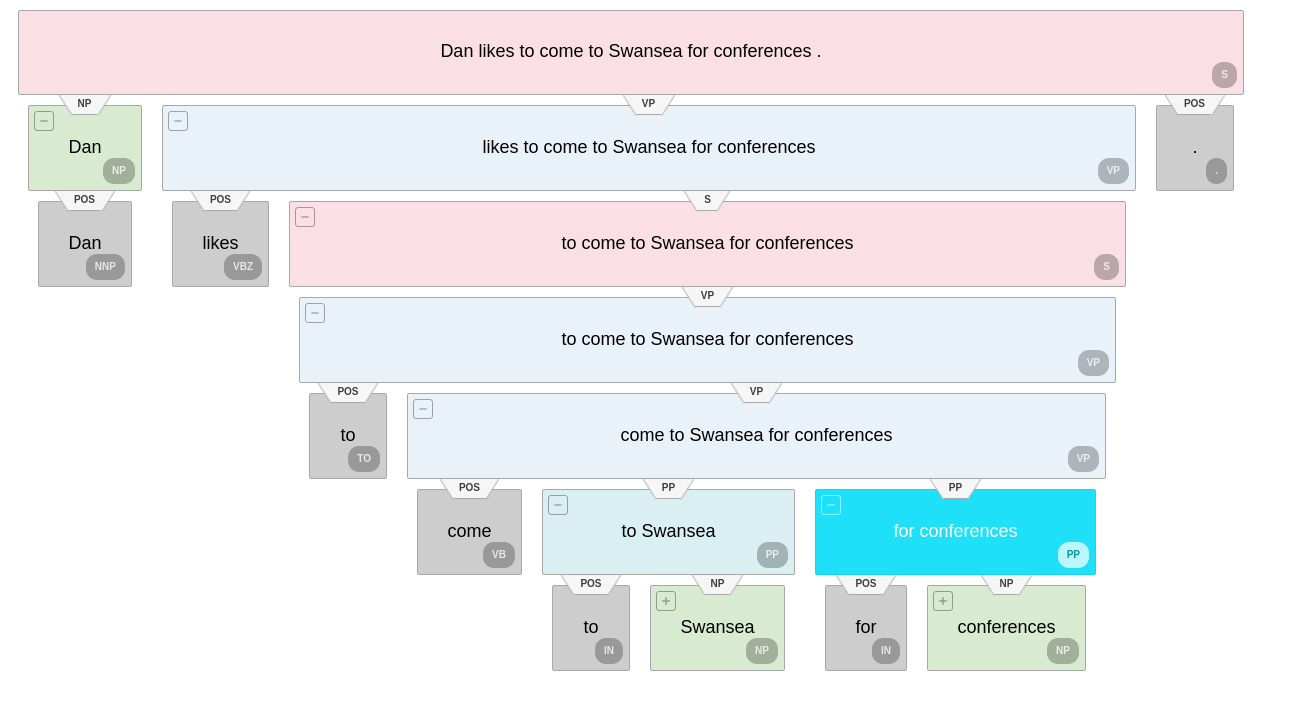 Dan likes to come to Swansea for conferences .
S
NP VP POS
Dan likes to come to Swansea for conferences .
NP VP .
POS POS S
Dan likes to come to Swansea for conferences
NNP VBZ S
VP
to come to Swansea for conferences
VP
POS VP
to come to Swansea for conferences
TO VP
POS PP PP
come to Swansea for conferences
VB PP PP
POS NP POS NP
to Swansea for conferences
IN NP IN NP